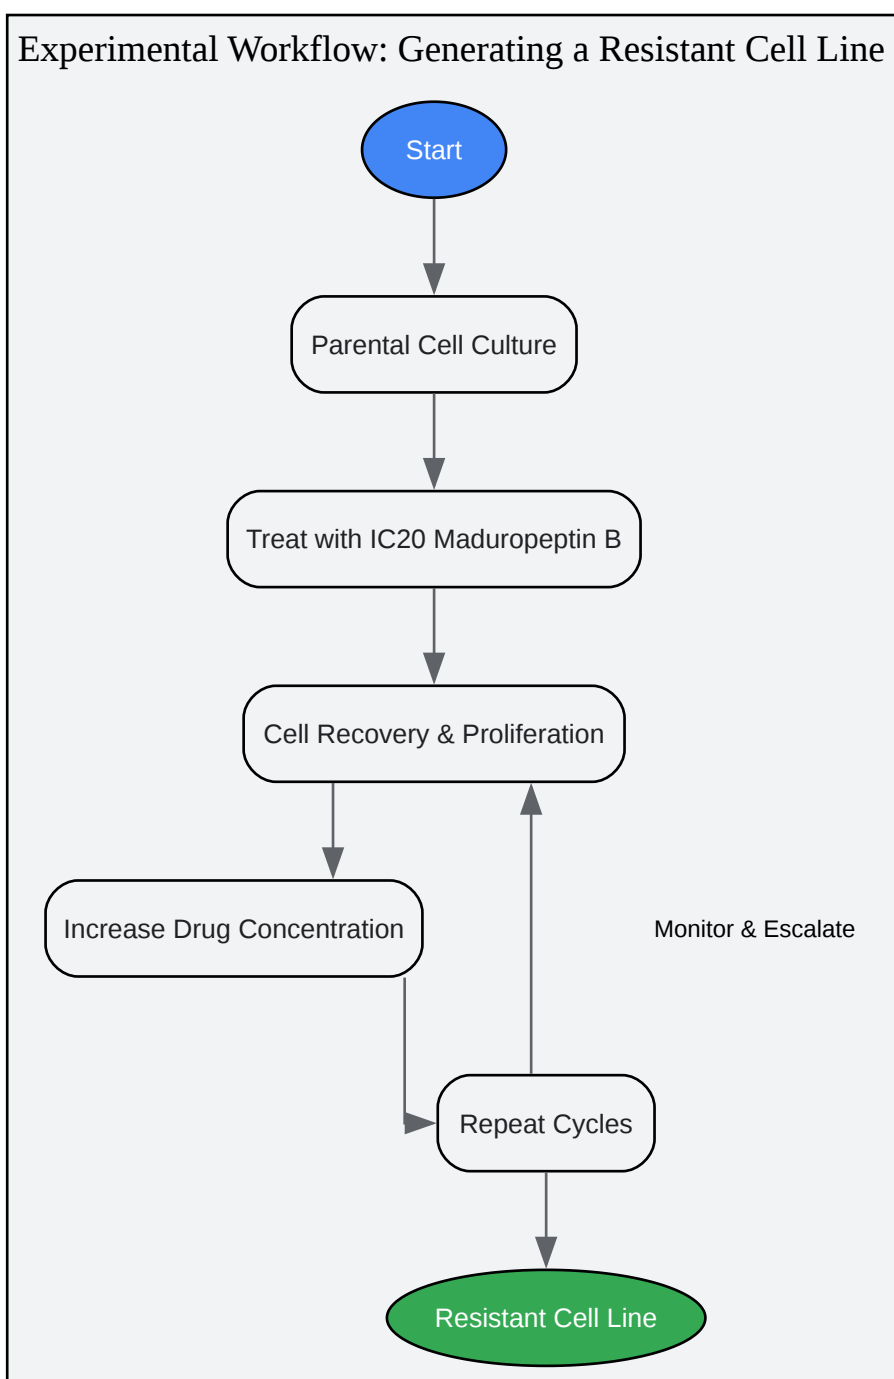 Experimental Workflow: Generating a Resistant Cell Line
Start
Parental Cell Culture
Treat with IC20 Maduropeptin B
Cell Recovery & Proliferation
Increase Drug Concentration
Monitor & Escalate
Repeat Cycles
Resistant Cell Line